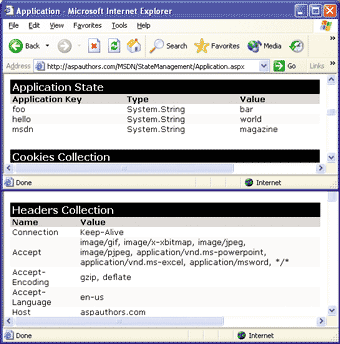 Application - Microsoft Internet Explorer
File Edit View Favorites Tools Help
Back Search Favorites Media
Address http://aspauthors.com/MSDN/StateManagement/Application.aspx Go Links
Application State
Application Key Type Value
foo System.String bar
hello System.String world
msdn System.String magazine
Cookies Collection
Done Internet
Headers Collection
Name Value
Connection Keep-Alive
Accept image/gif, image/x-xbitmap, image/jpeg,
image/pjpeg, application/vnd.ms-powerpoint,
application/vnd.ms-excel, application/msword, */*
Accept-
Encoding gzip, deflate
Accept-
Language en-us
Host aspauthors.com
Done Internet